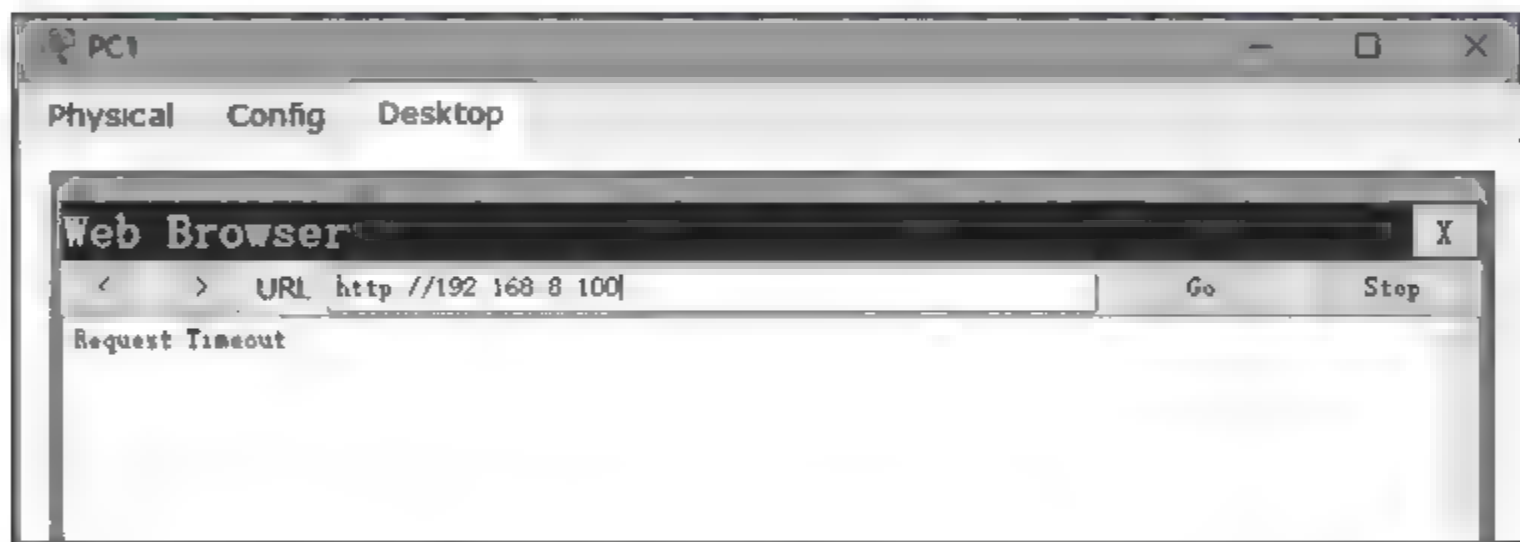 PC1
Physical Config Desktop
Web Browser
X
< > URL http //192 168 8 100 Go Stop
Request Timeout